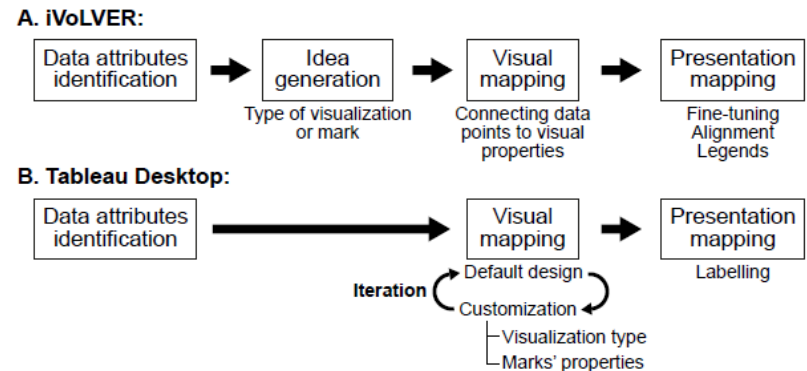 A. iVoLVER:
Data attributes
identification
Idea
generation
Type of visualization
or mark
Visual
mapping
Connecting data
points to visual
properties
Presentation
mapping
Fine-tuning
Alignment
Legends
B. Tableau Desktop:
Data attributes
identification
Visual
mapping
Default design
Iteration
Customization
Visualization type
Marks' properties
Presentation
mapping
Labelling